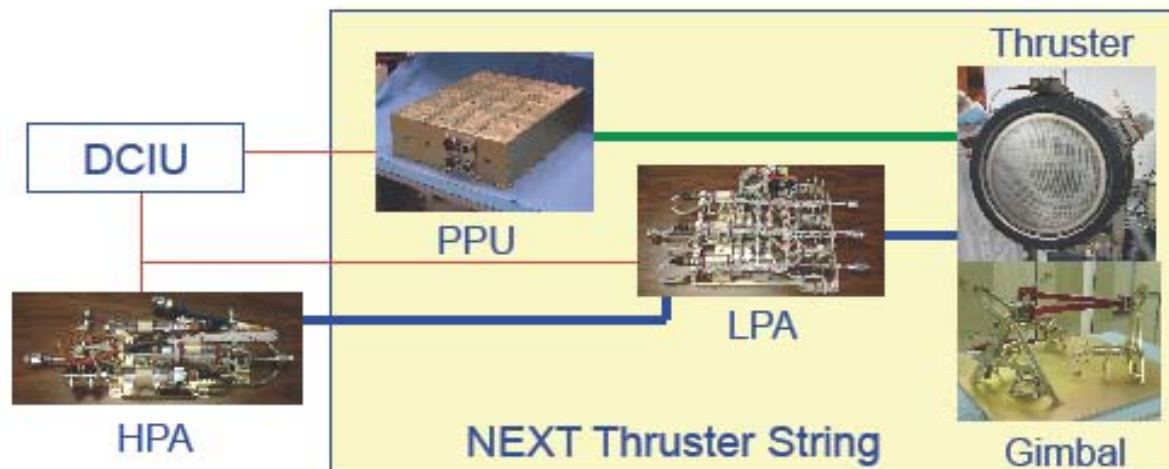 Thruster
DCIU
PPU
LPA
HPA
NEXT Thruster String
Gimbal